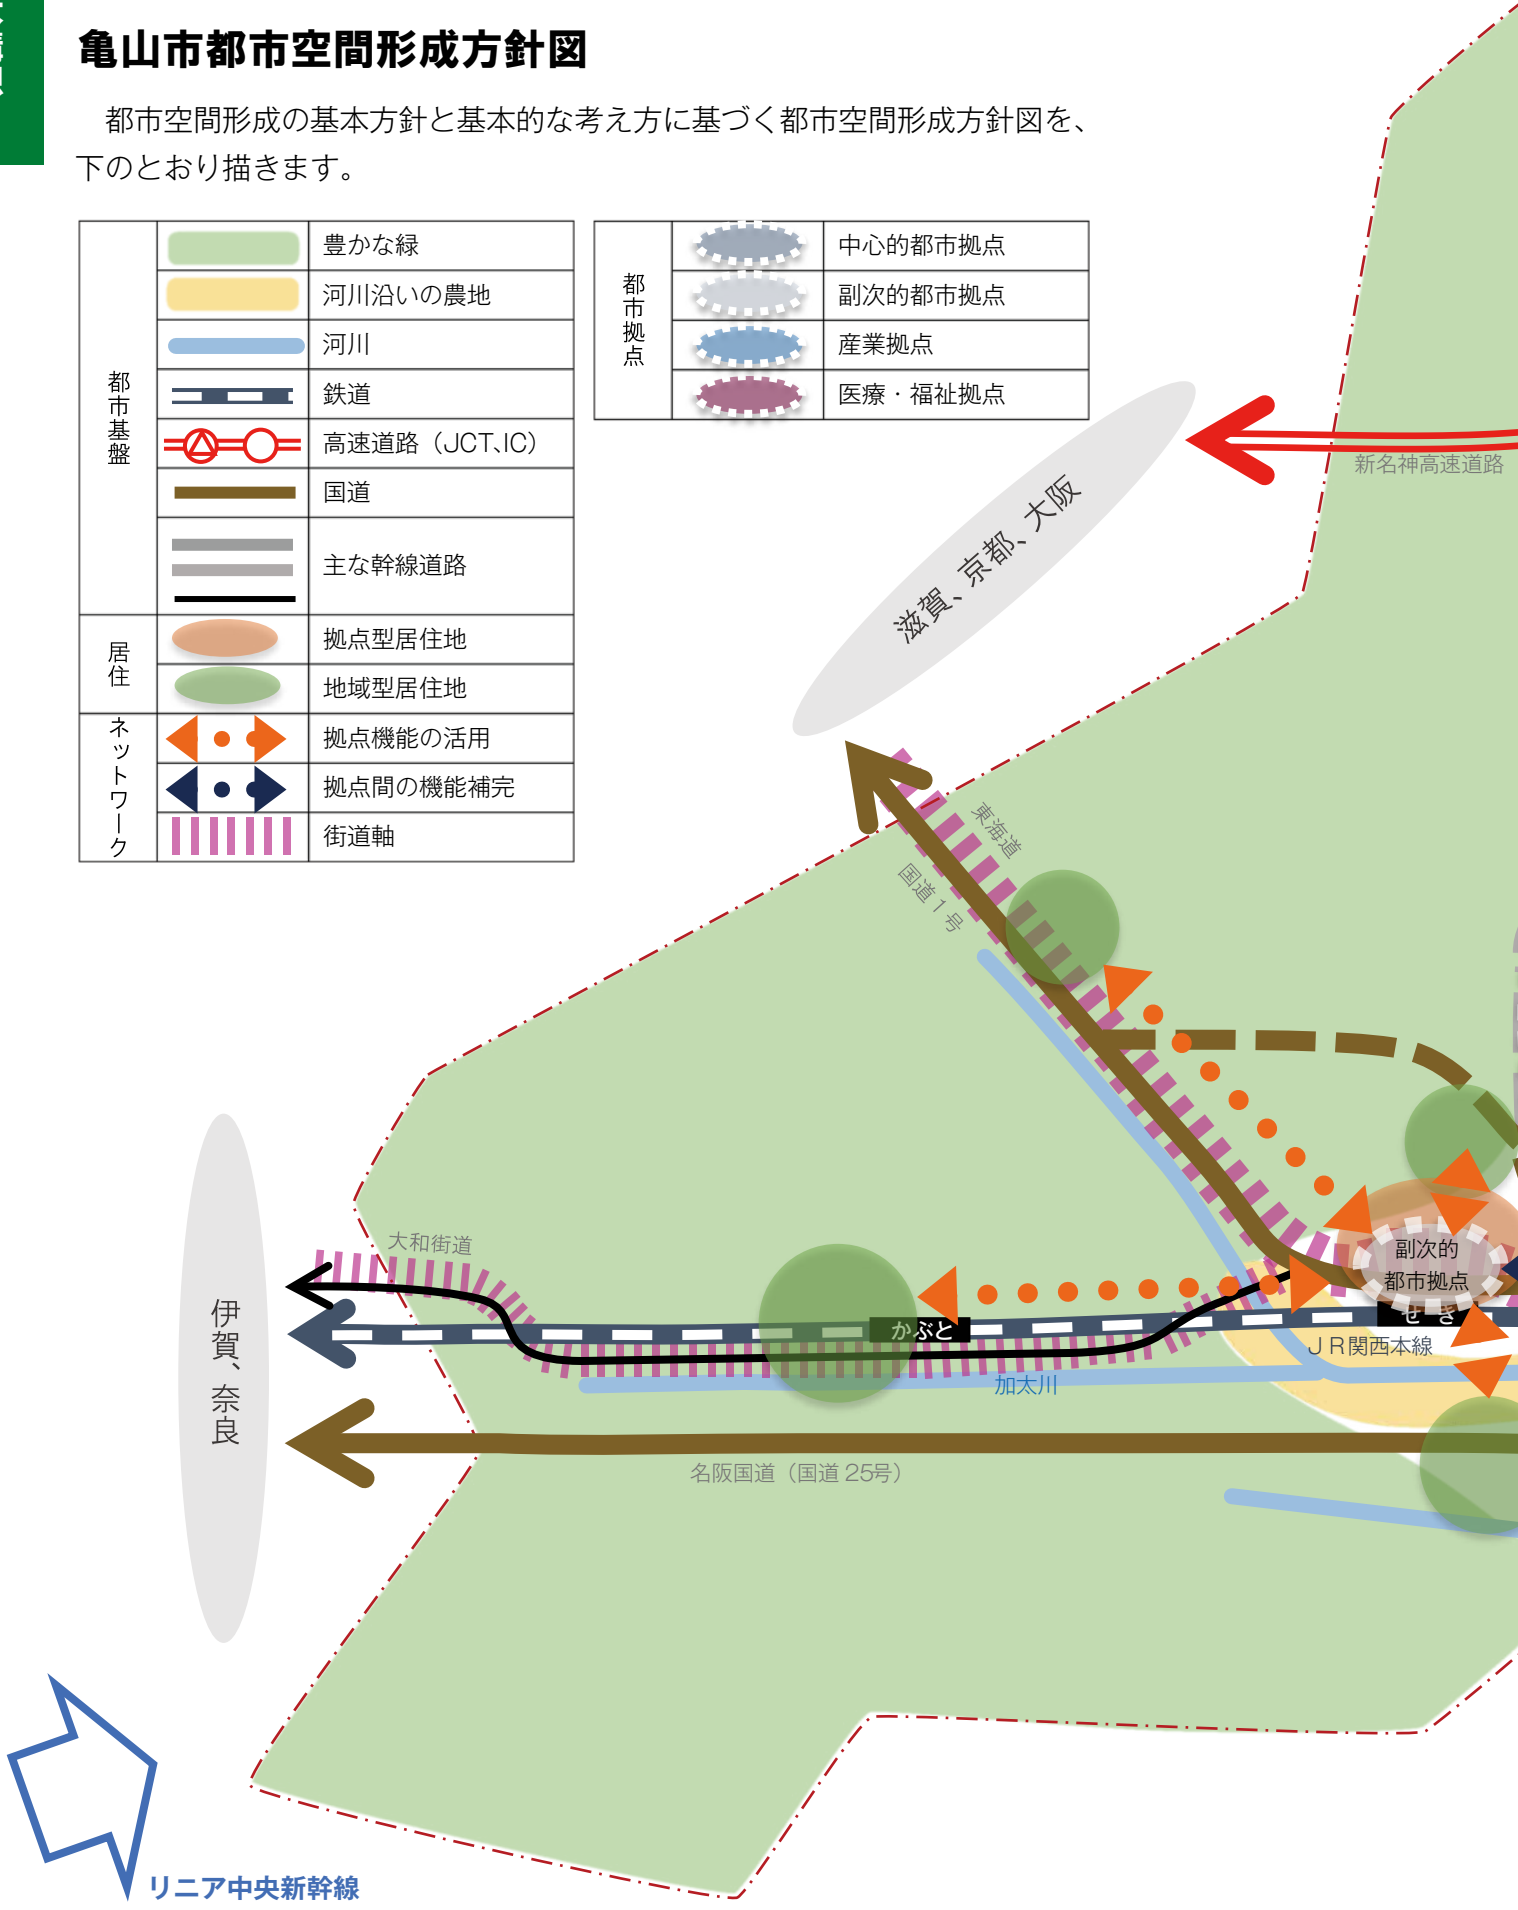 亀山市都市空間形成方針図
都市空間形成の基本方針と基本的な考え方に基づく都市空間形成方針図を、
下のとおり描きます。
都市基盤
豊かな緑
河川沿いの農地
河川
鉄道
高速道路（JCT、IC）
国道
主な幹線道路
居住
拠点型居住地
地域型居住地
ネットワーク
拠点機能の活用
拠点間の機能補完
街道軸
都市拠点
中心的都市拠点
副次的都市拠点
産業拠点
医療・福祉拠点
新名神高速道路
滋賀、京都、大阪
東海道
国道1号
大和街道
副次的
都市拠点
せき
かぶと
JR関西本線
加太川
伊賀、奈良
名阪国道（国道25号）
リニア中央新幹線